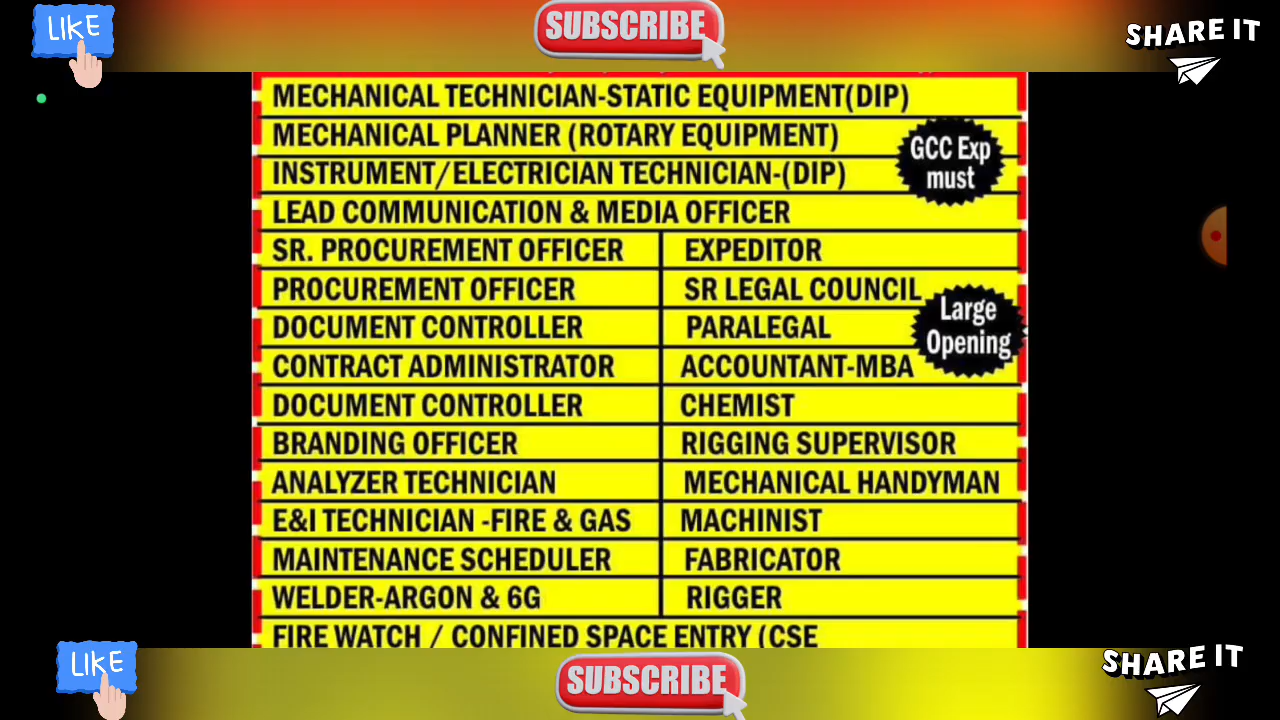 LIKE
SUBSCRIBE
SHARE IT
MECHANICAL TECHNICIAN-STATIC EQUIPMENT(DIP)
MECHANICAL PLANNER (ROTARY EQUIPMENT)
GCC Exp
must
INSTRUMENT/ELECTRICIAN TECHNICIAN-(DIP)
LEAD COMMUNICATION & MEDIA OFFICER
SR. PROCUREMENT OFFICER EXPEDITOR
PROCUREMENT OFFICER SR LEGAL COUNCIL
Large
Opening
DOCUMENT CONTROLLER PARALEGAL
CONTRACT ADMINISTRATOR ACCOUNTANT-MBA
DOCUMENT CONTROLLER CHEMIST
BRANDING OFFICER RIGGING SUPERVISOR
ANALYZER TECHNICIAN MECHANICAL HANDYMAN
E&I TECHNICIAN -FIRE & GAS MACHINIST
MAINTENANCE SCHEDULER FABRICATOR
WELDER-ARGON & 6G RIGGER
FIRE WATCH / CONFINED SPACE ENTRY (CSE
LIKE
SUBSCRIBE
SHARE IT